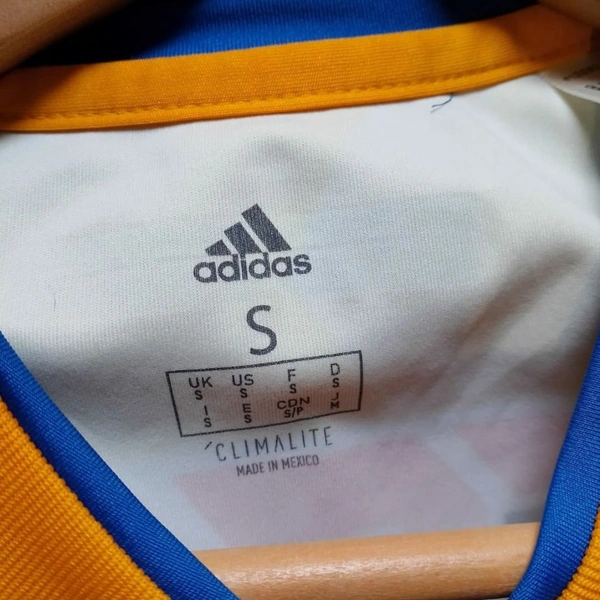 adidas
S
UK US F D
S S S
I E CDN J
S S S/P M
´CLIMALITE
MADE IN MEXICO